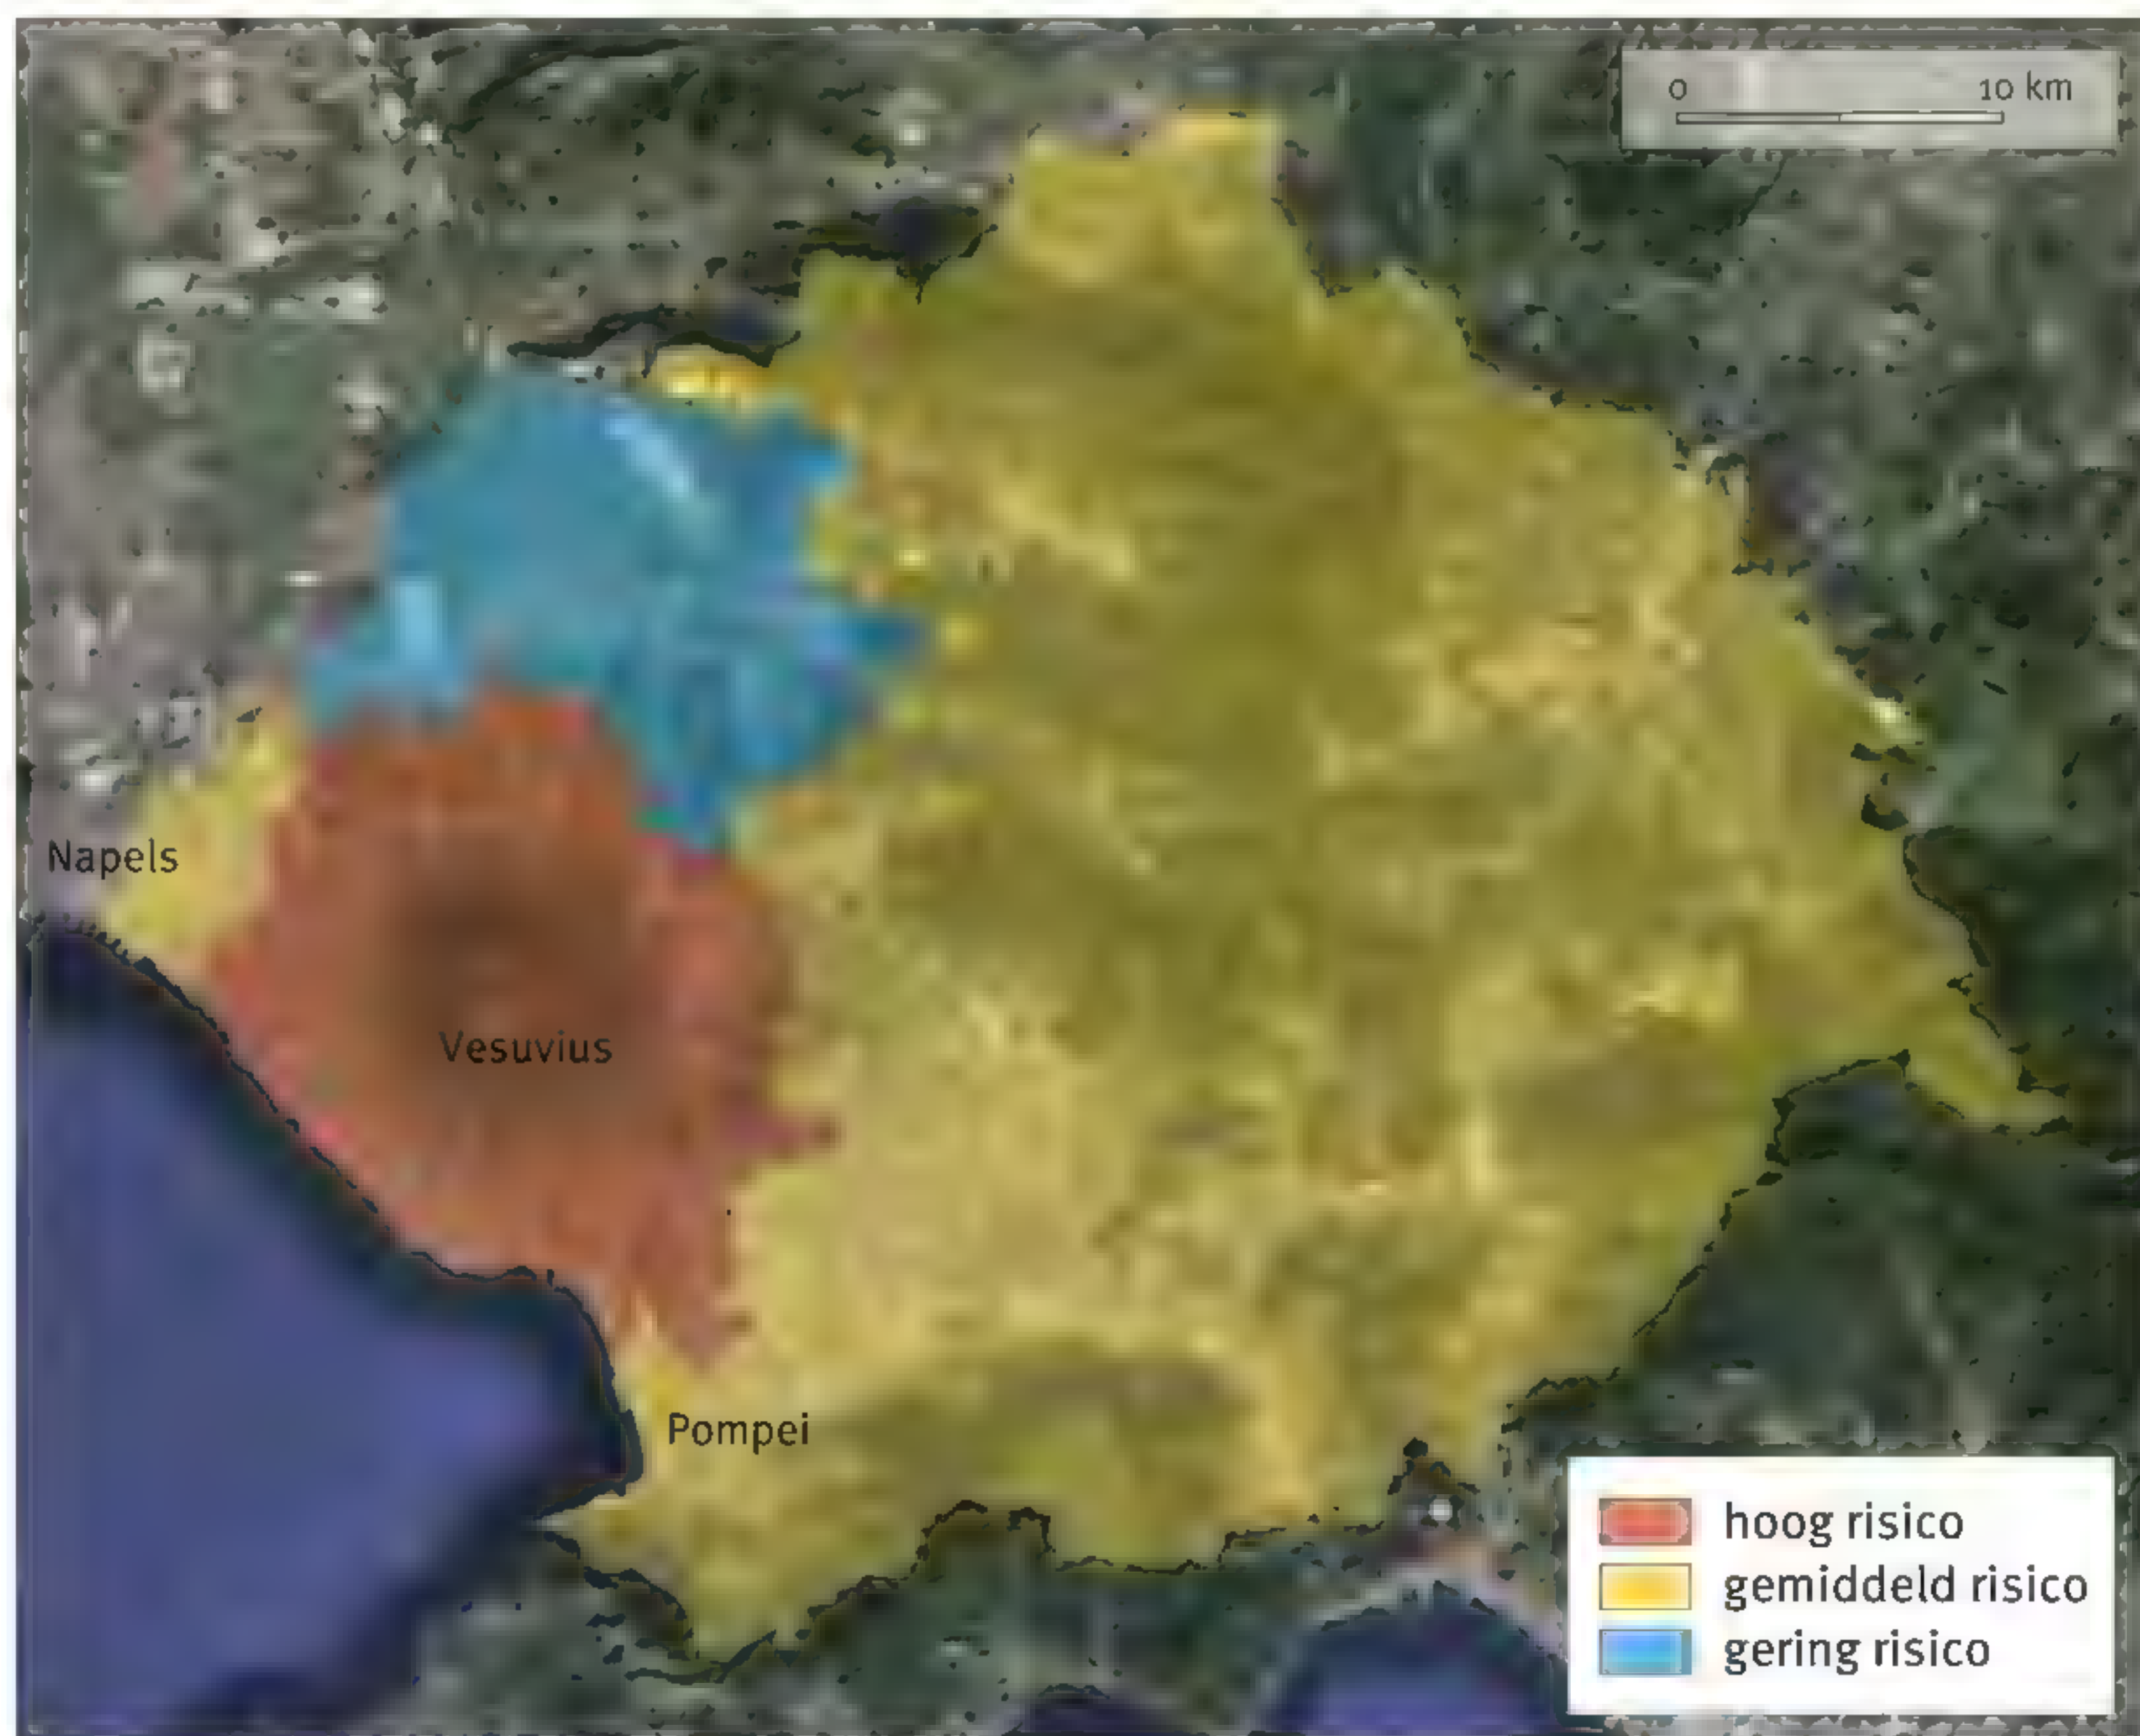 0 10 km
Napels
Vesuvius
Pompei
hoog risico
gemiddeld risico
gering risico